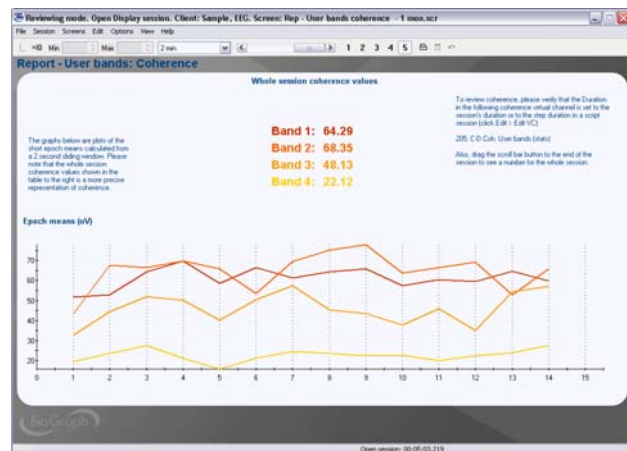 Reviewing mode. Open Display session. Client: Sample, EEG. Screen: Rep - User bands coherence - 1 mon.scr
File Session Screens Edit Options View Help
Min Max 2 min. 1 2 3 4 5
Report - User bands: Coherence
Whole session coherence values
To review coherence, please verify that the Duration
in the following coherence virtual channel is set to the
session's duration or to the step duration in a script
session (click Edit > Edit VC)
205: C-D Coh: User bands (stats)
Also, drag the scroll bar button to the end of the
session to see a number for the whole session.
Band 1: 64.29
Band 2: 68.35
Band 3: 48.13
Band 4: 22.12
The graphs below are plots of the
short epoch means calculated from
a 2 second sliding window. Please
note that the whole session
coherence values shown in the
table to the right is a more precise
representation of coherence.
Epoch means (uV)
70
60
50
40
30
20
0 1 2 3 4 5 6 7 8 9 10 11 12 13 14 15
BioGraph
Open session: 00:05:03.219